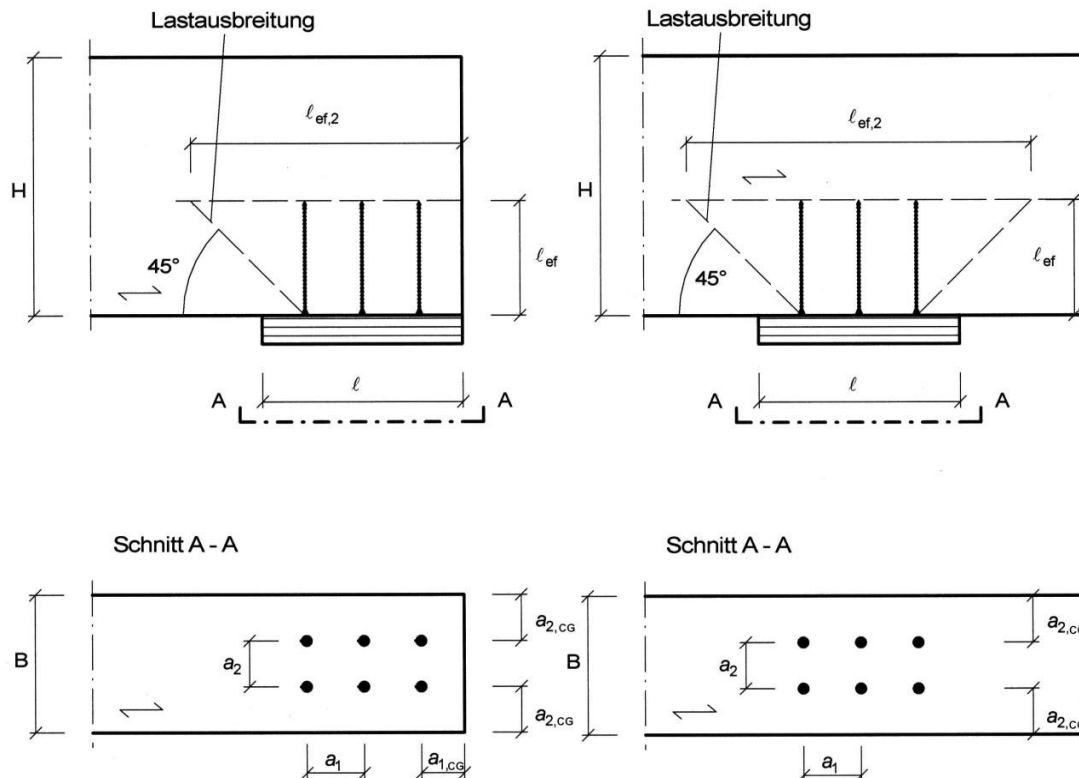 Lastausbreitung
ℓef,2
H
45°
ℓef
ℓ
A
A
Schnitt A - A
B
a2
a2,CG
a2,CG
a1
a1,CG
Lastausbreitung
ℓef,2
H
45°
ℓef
ℓ
A
A
Schnitt A - A
B
a2
a2,CG
a2,CG
a1